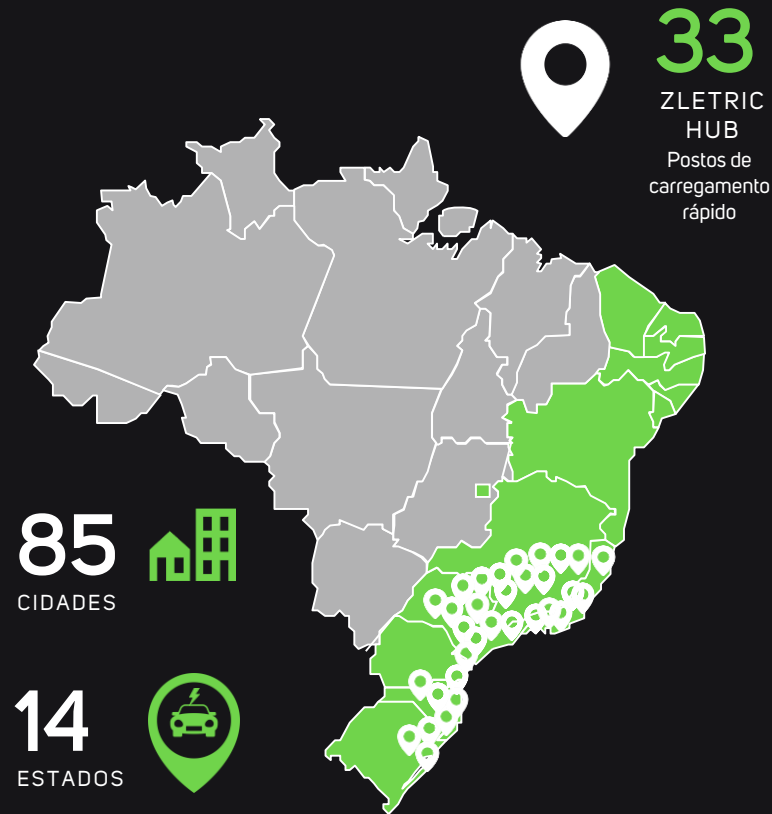 33
ZLETRIC
HUB
Postos de
carregamento
rápido
85
CIDADES
14
ESTADOS